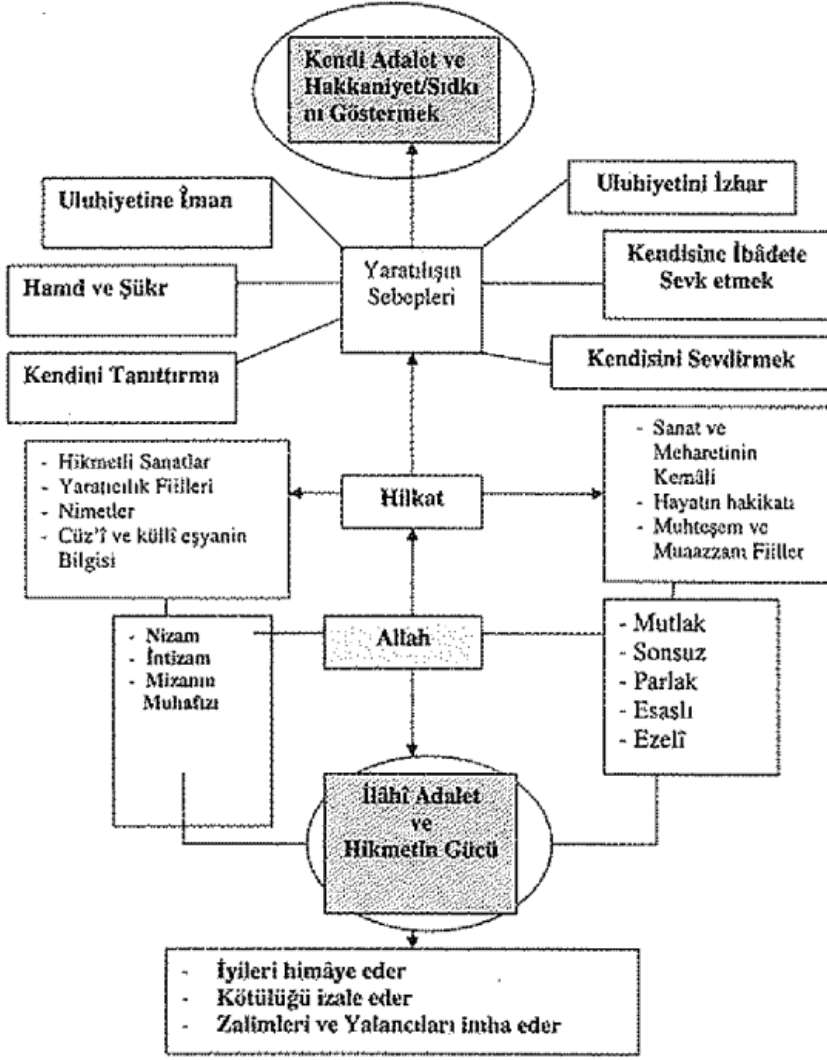 Kendi Adalet ve
Hakkaniyet/Sıdkı
nı Göstermek
Uluhiyetine İman
Uluhiyetini İzhar
Hamd ve Şükr
Yaratılışın
Sebepleri
Kendisine İbâdete
Sevk etmek
Kendini Tanıttırma
Kendisini Sevdirmek
- Hikmetli Sanatlar
- Yaratıcılık Fiilleri
- Nimetler
- Cüz'î ve küllî eşyanin
Bilgisi
Hilkat
- Sanat ve
Meharetinin
Kemâli
- Hayatın hakikatı
- Muhteşem ve
Muazzam Fiiller
- Nizam
- İntizam
- Mizanın
Muhafızı
Allah
- Mutlak
- Sonsuz
- Parlak
- Esaslı
- Ezelî
İlâhî Adalet
ve
Hikmetin Gücü
- İyileri himâye eder
- Kötülüğü izale eder
- Zalimleri ve Yalancıları imha eder